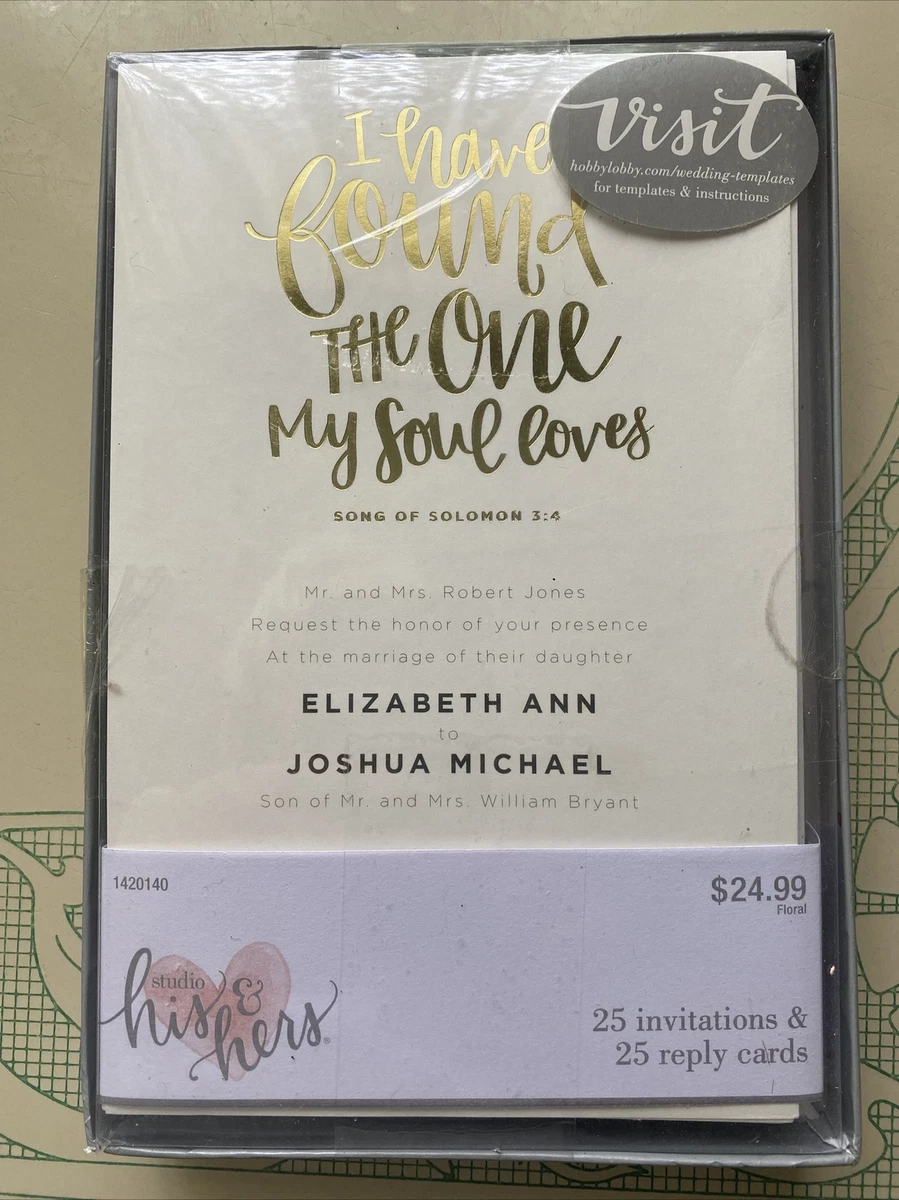 I have
found
THE One
My Soul loves
SONG OF SOLOMON 3:4
visit
hobbylobby.com/wedding-templates
for templates & instructions
Mr. and Mrs. Robert Jones
Request the honor of your presence
At the marriage of their daughter
ELIZABETH ANN
to
JOSHUA MICHAEL
Son of Mr. and Mrs. William Bryant
1420140
$24.99
Floral
studio
his &
hers®
25 invitations &
25 reply cards